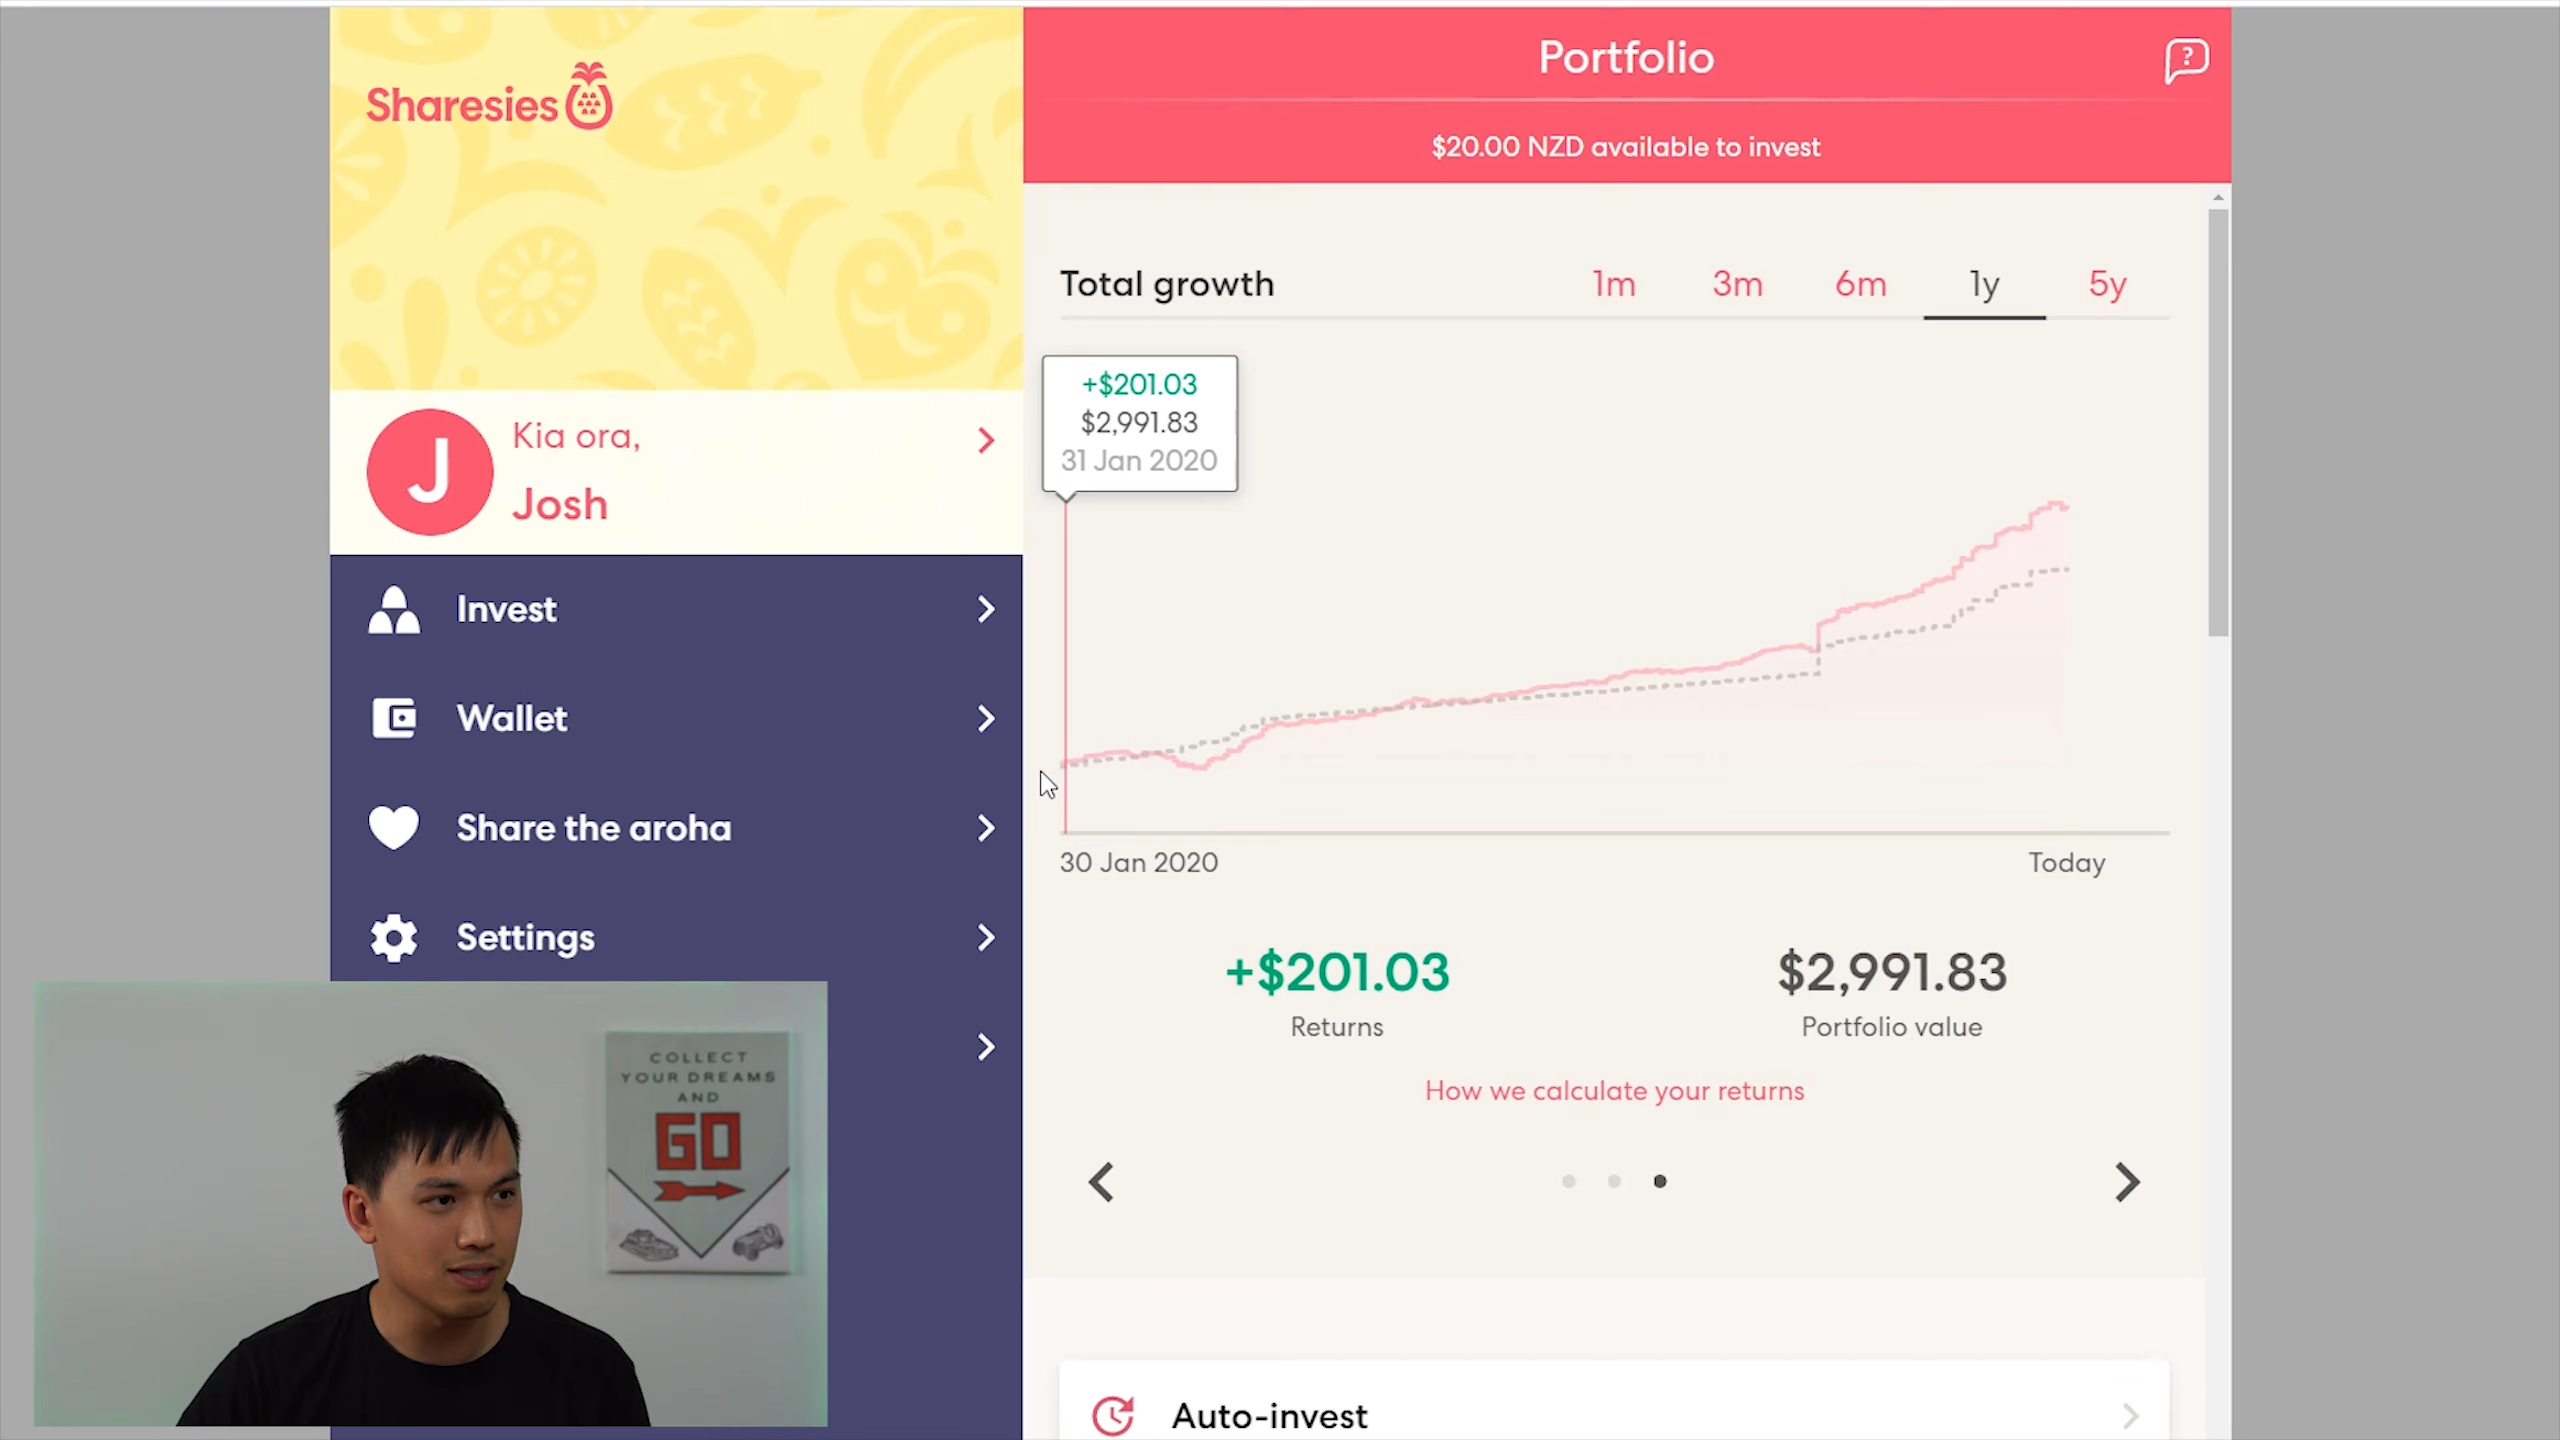 Sharesies
Kia ora,
J
Josh
Invest
Wallet
Share the aroha
Settings
Portfolio
?
$20.00 NZD available to invest
Total growth
1m
3m
6m
1y
5y
+$201.03
$2,991.83
31 Jan 2020
30 Jan 2020
Today
+$201.03
Returns
$2,991.83
Portfolio value
How we calculate your returns
Auto-invest
COLLECT
YOUR DREAMS
AND
GO